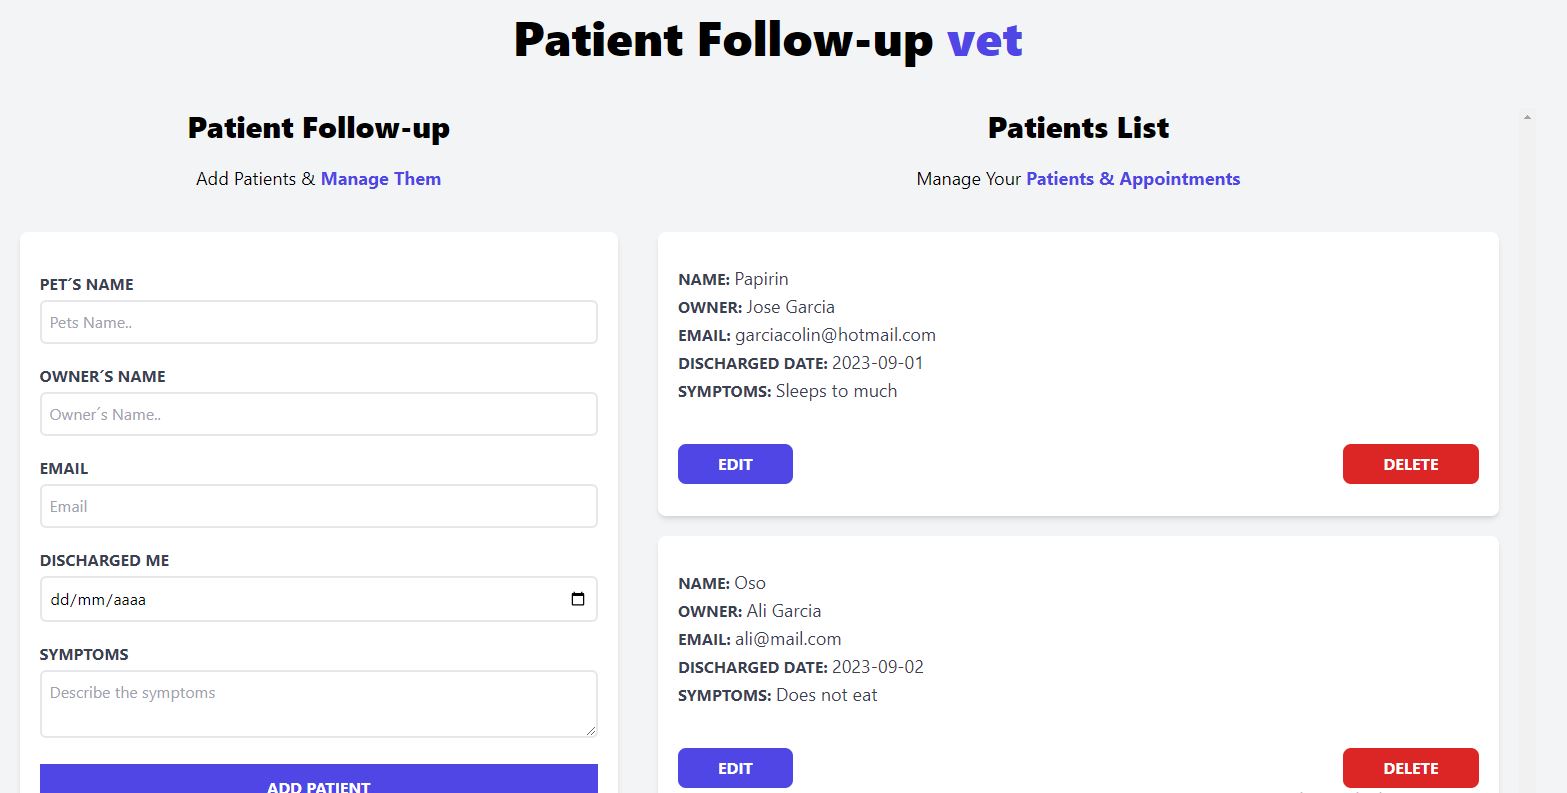 Patient Follow-up vet
Patient Follow-up
Add Patients & Manage Them
PET´S NAME
Pets Name..
OWNER´S NAME
Owner´s Name..
EMAIL
Email
DISCHARGED ME
dd/mm/aaaa
SYMPTOMS
Describe the symptoms
ADD PATIENT
Patients List
Manage Your Patients & Appointments
NAME: Papirin
OWNER: Jose Garcia
EMAIL: garciacolin@hotmail.com
DISCHARGED DATE: 2023-09-01
SYMPTOMS: Sleeps to much
EDIT
DELETE
NAME: Oso
OWNER: Ali Garcia
EMAIL: ali@mail.com
DISCHARGED DATE: 2023-09-02
SYMPTOMS: Does not eat
EDIT
DELETE